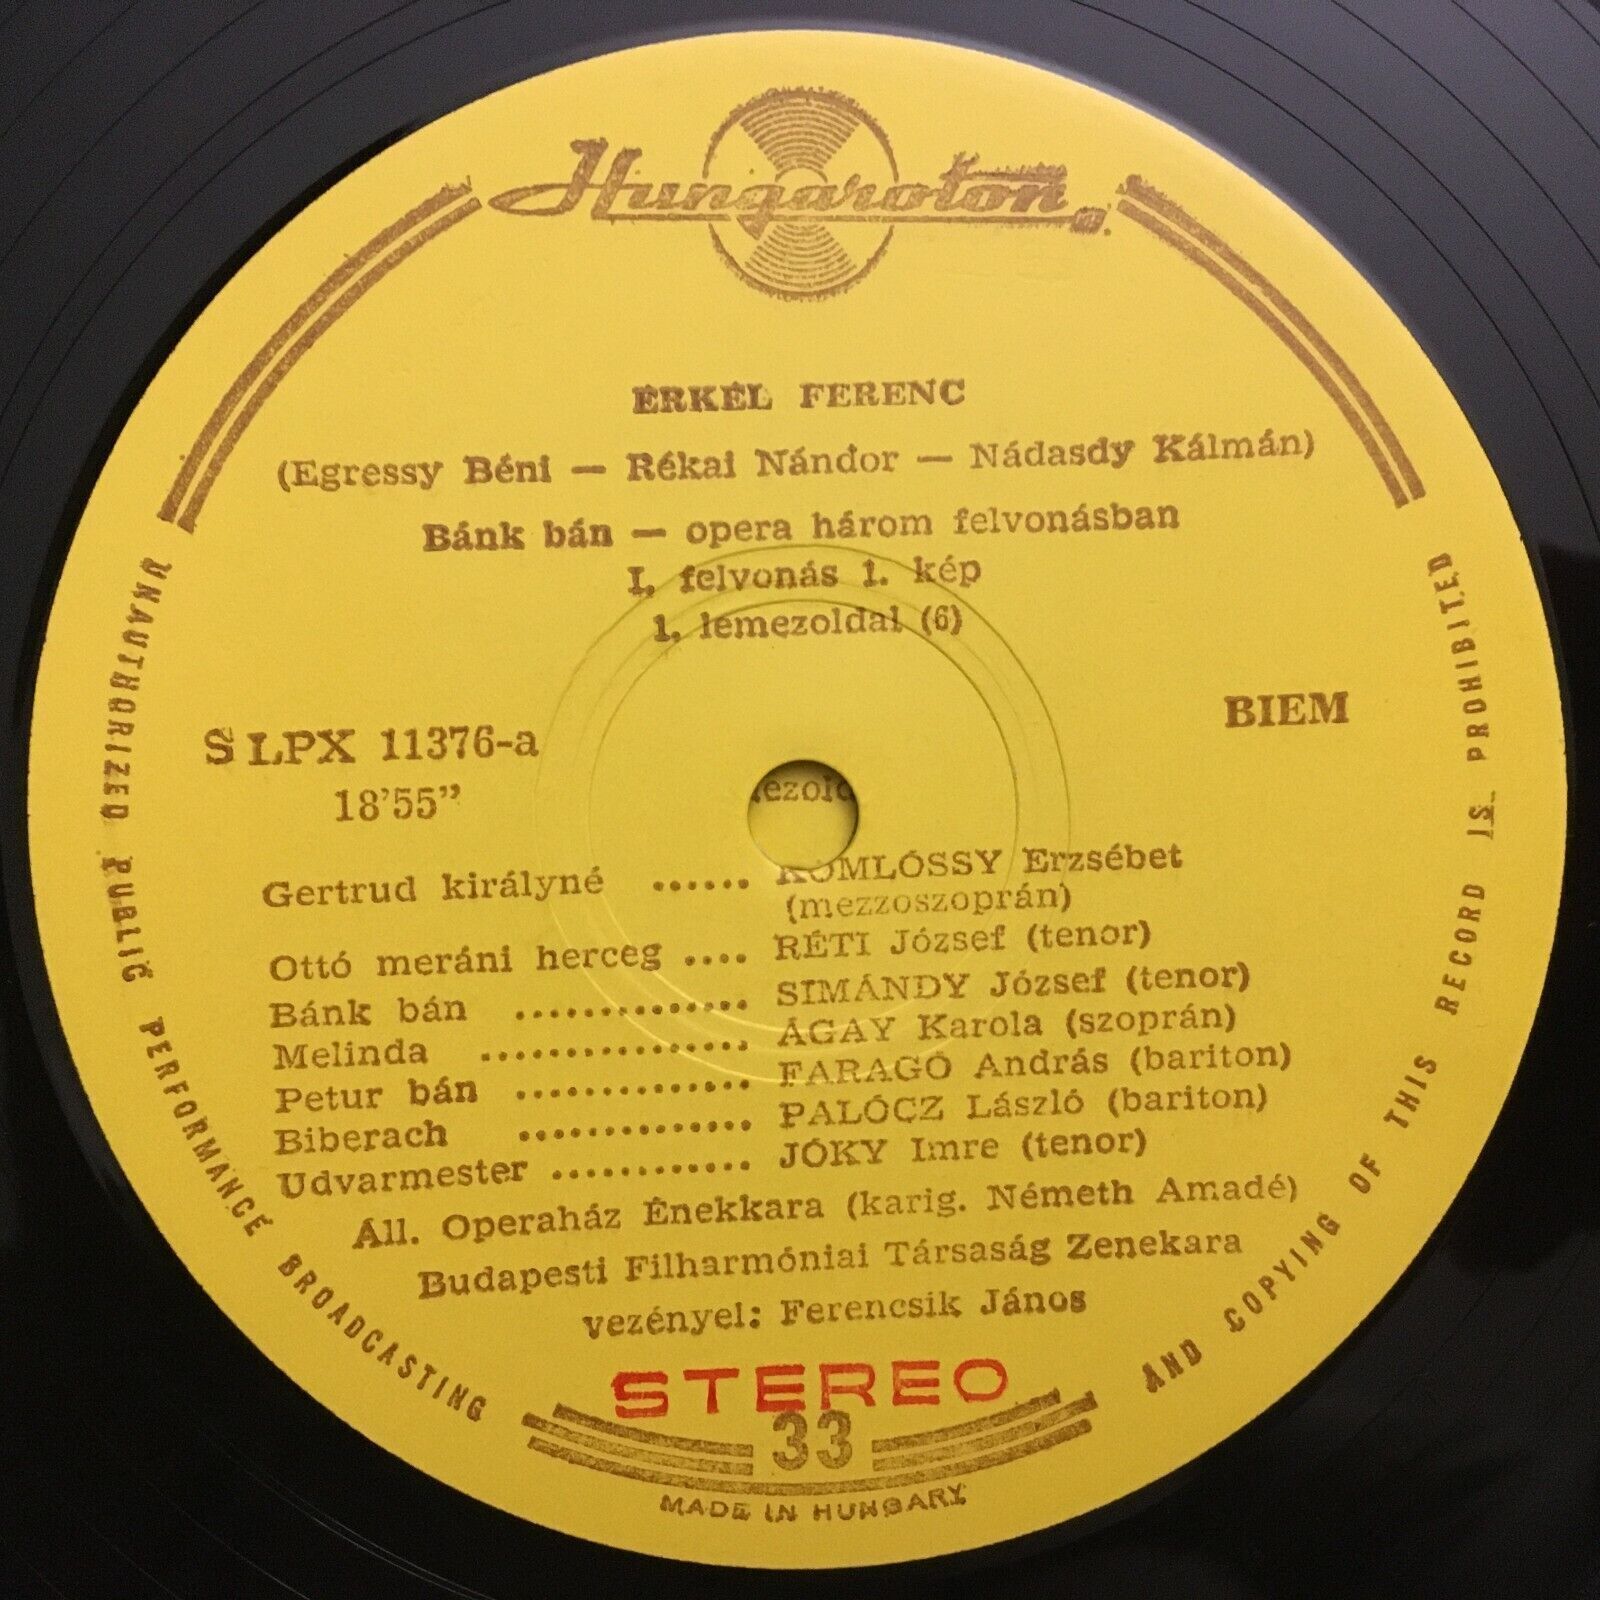 Hungaroton
ERKEL FERENC
(Egressy Béni — Rékai Nándor — Nádasdy Kálmán)
Bánk bán — opera három felvonásban
I. felvonás 1. kép
1. lemezoldal (6)
S LPX 11376-a
BIEM
18'55"
Gertrud királyné ...... KOMLÓSSY Erzsébet
(mezzoszoprán)
Ottó meráni herceg .... RÉTI József (tenor)
Bánk bán .............. SIMÁNDY József (tenor)
Melinda ................ ÁGAY Karola (szoprán)
Petur bán .............. FARAGÓ András (bariton)
Biberach .............. PALÓCZ László (bariton)
Udvarmester ............ JÓKY Imre (tenor)
Áll. Operaház Énekkara (karig. Németh Amadé)
Budapesti Filharmóniai Társaság Zenekara
vezényel: Ferencsik János
STEREO
33
MADE IN HUNGARY
UNAUTHORIZED PUBLIC PERFORMANCE BROADCASTING AND COPYING OF THIS RECORD IS PROHIBITED